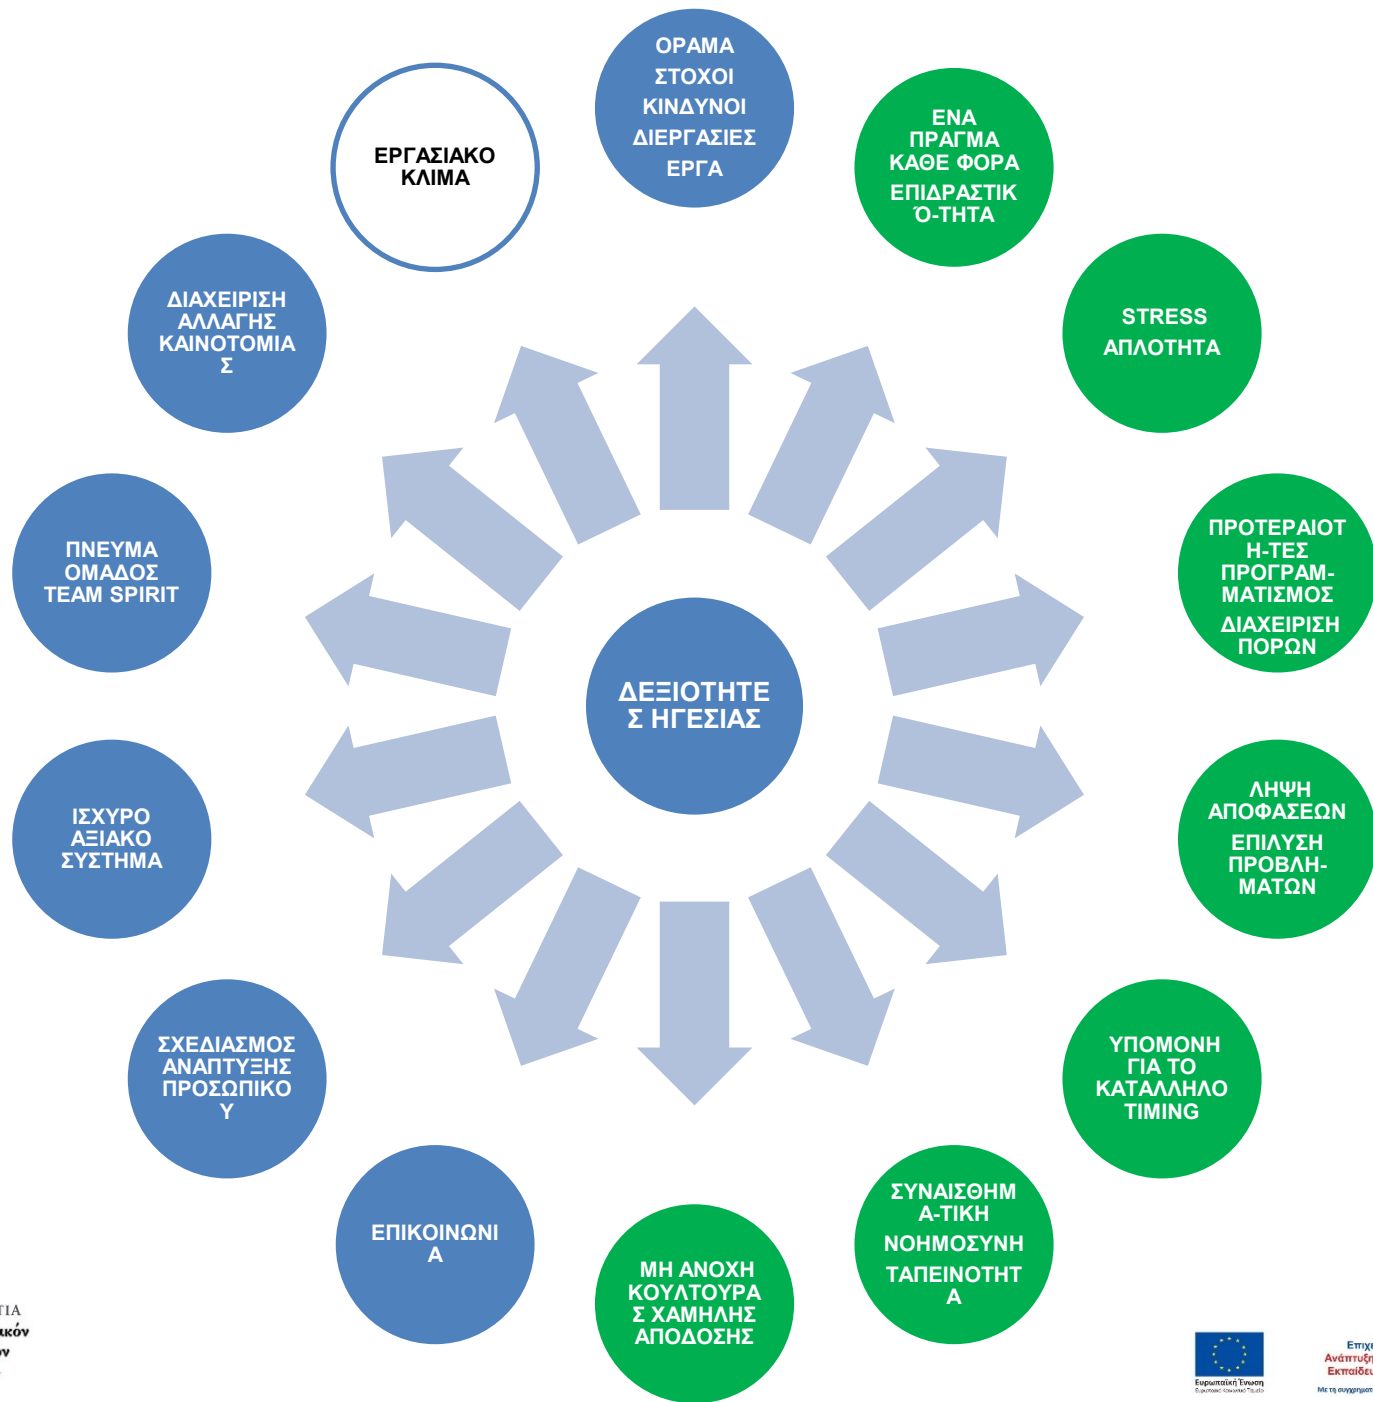 ΟΡΑΜΑ
ΣΤΟΧΟΙ
ΚΙΝΔΥΝΟΙ
ΔΙΕΡΓΑΣΙΕΣ
ΕΡΓΑ
ΕΝΑ
ΠΡΑΓΜΑ
ΚΑΘΕ ΦΟΡΑ
ΕΠΙΔΡΑΣΤΙΚ
Ό-ΤΗΤΑ
STRESS
ΑΠΛΟΤΗΤΑ
ΠΡΟΤΕΡΑΙΟΤ
Η-ΤΕΣ
ΠΡΟΓΡΑΜ-
ΜΑΤΙΣΜΟΣ
ΔΙΑΧΕΙΡΙΣΗ
ΠΟΡΩΝ
ΛΗΨΗ
ΑΠΟΦΑΣΕΩΝ
ΕΠΙΛΥΣΗ
ΠΡΟΒΛΗ-
ΜΑΤΩΝ
ΥΠΟΜΟΝΗ
ΓΙΑ ΤΟ
ΚΑΤΑΛΛΗΛΟ
TIMING
ΣΥΝΑΙΣΘΗΜ
Α-ΤΙΚΗ
ΝΟΗΜΟΣΥΝΗ
ΤΑΠΕΙΝΟΤΗΤ
Α
ΜΗ ΑΝΟΧΗ
ΚΟΥΛΤΟΥΡΑ
Σ ΧΑΜΗΛΗΣ
ΑΠΟΔΟΣΗΣ
ΕΠΙΚΟΙΝΩΝΙ
Α
ΣΧΕΔΙΑΣΜΟΣ
ΑΝΑΠΤΥΞΗΣ
ΠΡΟΣΩΠΙΚΟ
Υ
ΙΣΧΥΡΟ
ΑΞΙΑΚΟ
ΣΥΣΤΗΜΑ
ΠΝΕΥΜΑ
ΟΜΑΔΟΣ
TEAM SPIRIT
ΔΙΑΧΕΙΡΙΣΗ
ΑΛΛΑΓΗΣ
ΚΑΙΝΟΤΟΜΙΑ
Σ
ΕΡΓΑΣΙΑΚΟ
ΚΛΙΜΑ
ΔΕΞΙΟΤΗΤΕ
Σ ΗΓΕΣΙΑΣ
Ευρωπαϊκή Ένωση
Ευρωπαϊκό Κοινωνικό Ταμείο